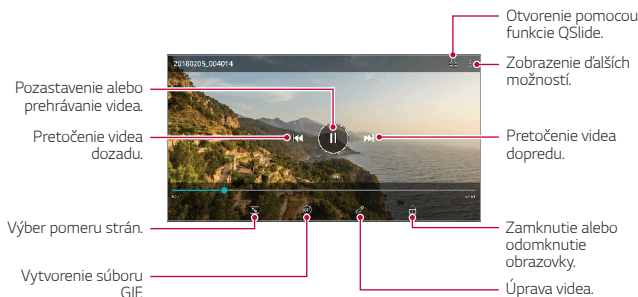 Otvorenie pomocou
funkcie QSlide.
20180205_004014
Zobrazenie ďalších
možností.
Pozastavenie alebo
prehrávanie videa.
Pretočenie videa
dozadu.
Pretočenie videa
dopredu.
Výber pomeru strán.
Zamknutie alebo
odomknutie
obrazovky.
Vytvorenie súboru
GIF.
Úprava videa.